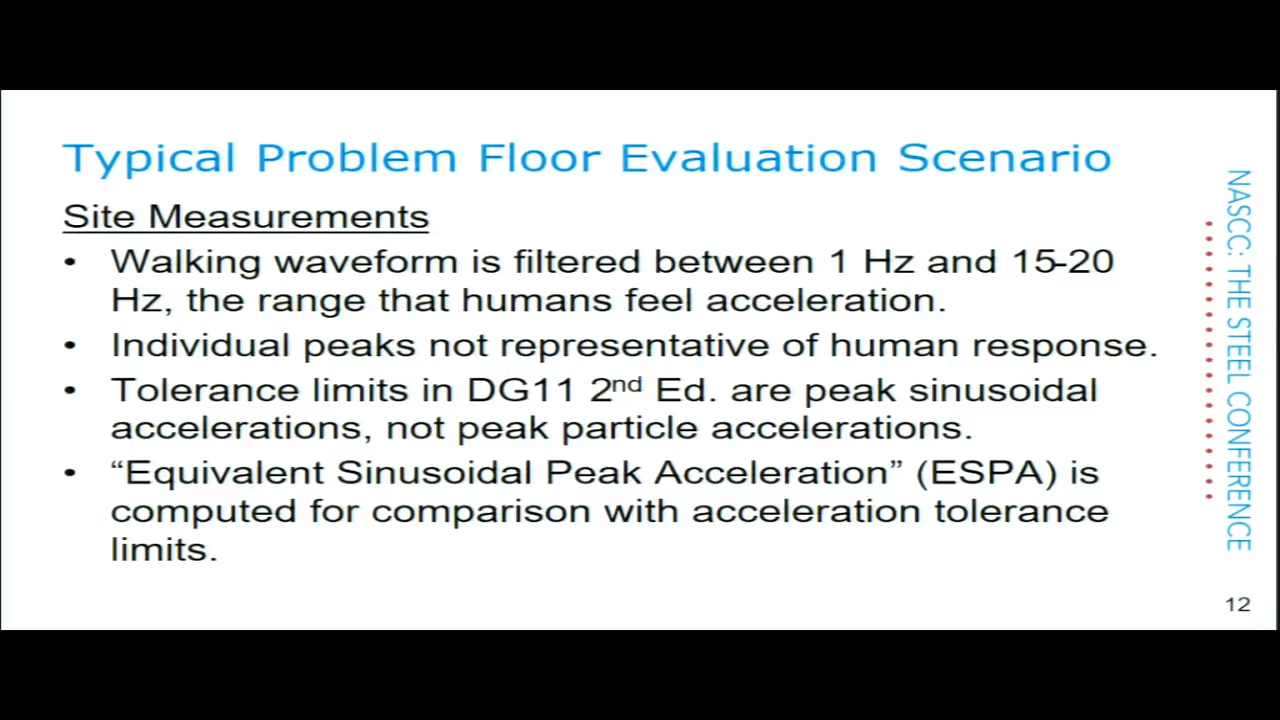 Typical Problem Floor Evaluation Scenario
Site Measurements
• Walking waveform is filtered between 1 Hz and 15-20
Hz, the range that humans feel acceleration.
• Individual peaks not representative of human response.
• Tolerance limits in DG11 2nd Ed. are peak sinusoidal
accelerations, not peak particle accelerations.
• “Equivalent Sinusoidal Peak Acceleration” (ESPA) is
computed for comparison with acceleration tolerance
limits.
NASCC: THE STEEL CONFERENCE
12